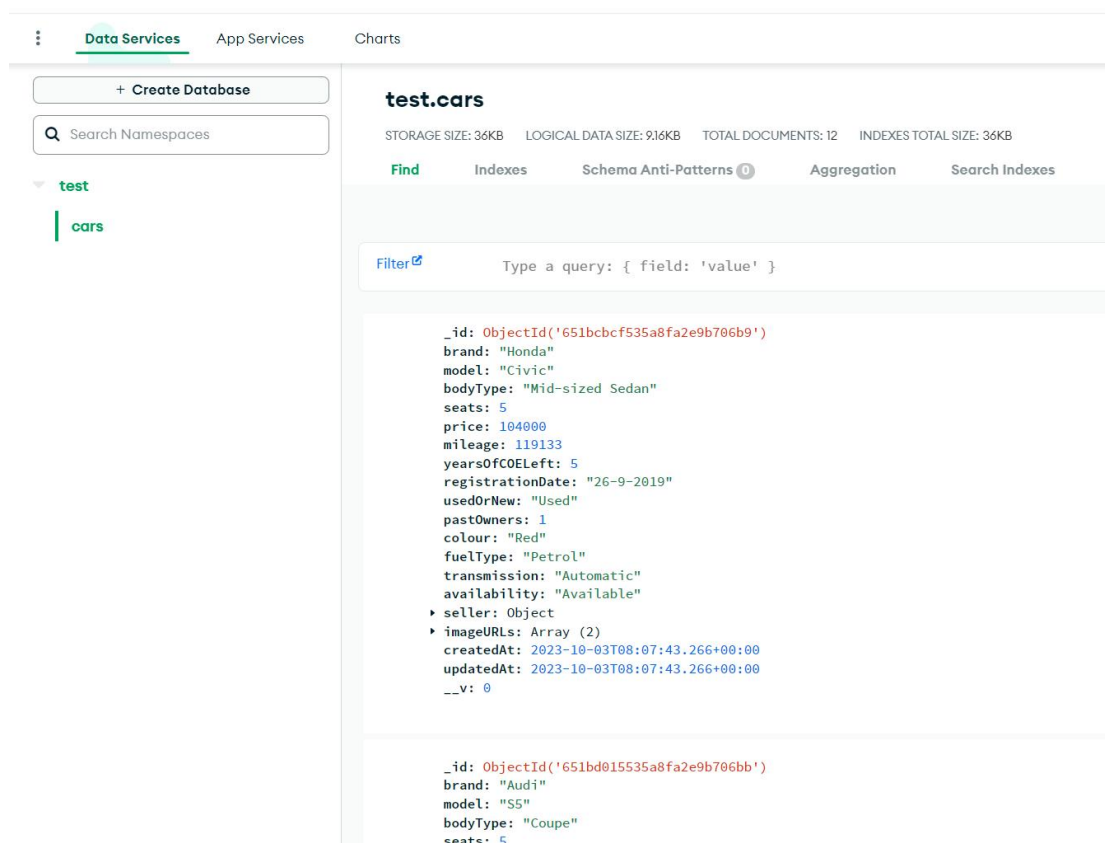 Data Services App Services Charts
+ Create Database
Search Namespaces
test
cars
test.cars
STORAGE SIZE: 36KB LOGICAL DATA SIZE: 9.16KB TOTAL DOCUMENTS: 12 INDEXES TOTAL SIZE: 36KB
Find Indexes Schema Anti-Patterns 0 Aggregation Search Indexes
Filter Type a query: { field: 'value' }
_id: ObjectId('651bcbcf535a8fa2e9b706b9')
brand: "Honda"
model: "Civic"
bodyType: "Mid-sized Sedan"
seats: 5
price: 104000
mileage: 119133
yearsOfCOELeft: 5
registrationDate: "26-9-2019"
usedOrNew: "Used"
pastOwners: 1
colour: "Red"
fuelType: "Petrol"
transmission: "Automatic"
availability: "Available"
seller: Object
imageURLs: Array (2)
createdAt: 2023-10-03T08:07:43.266+00:00
updatedAt: 2023-10-03T08:07:43.266+00:00
__v: 0
_id: ObjectId('651bd015535a8fa2e9b706bb')
brand: "Audi"
model: "S5"
bodyType: "Coupe"
seats: 5